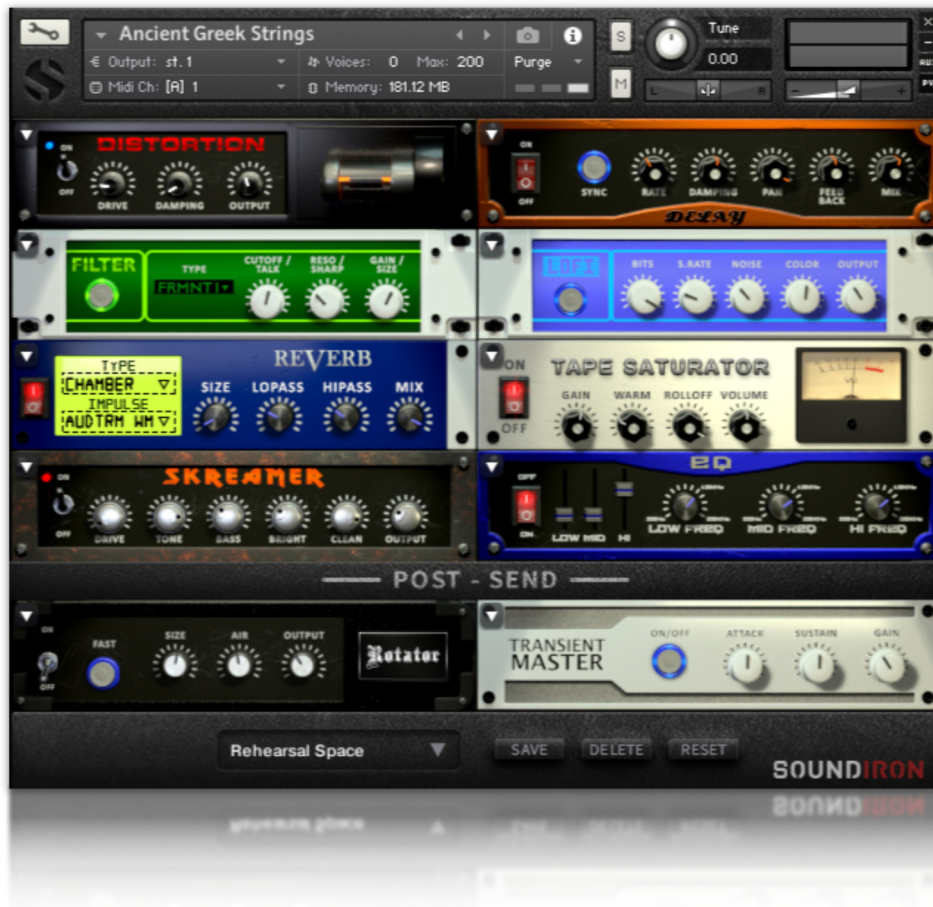 Ancient Greek Strings
Output: st.1
Voices: 0 Max: 200
Purge
Midi Ch: [A] 1
Memory: 181.12 MB
S
M
Tune
0.00
L
R
AUX
PV
ON
OFF
DISTORTION
DRIVE DAMPING OUTPUT
ON
OFF
SYNC RATE DAMPING PAN FEED BACK MIX
DELAY
FILTER
TYPE
FRMNT I
CUTOFF / TALK
RESO / SHARP
GAIN / SIZE
LOFI
BITS S.RATE NOISE COLOR OUTPUT
TYPE
CHAMBER
IMPULSE
AUDTRM WM
REVERB
SIZE LOPASS HIPASS MIX
ON
OFF
TAPE SATURATOR
GAIN WARM ROLLOFF VOLUME
VU
ON
OFF
SKREAMER
DRIVE TONE BASS BRIGHT CLEAN OUTPUT
OFF
ON
EQ
LOW MID HI
LOW FREQ MID FREQ HI FREQ
POST - SEND
ON
OFF
FAST
SIZE AIR OUTPUT
Rotator
TRANSIENT
MASTER
ON/OFF ATTACK SUSTAIN GAIN
Rehearsal Space
SAVE DELETE RESET
SOUNDIRON